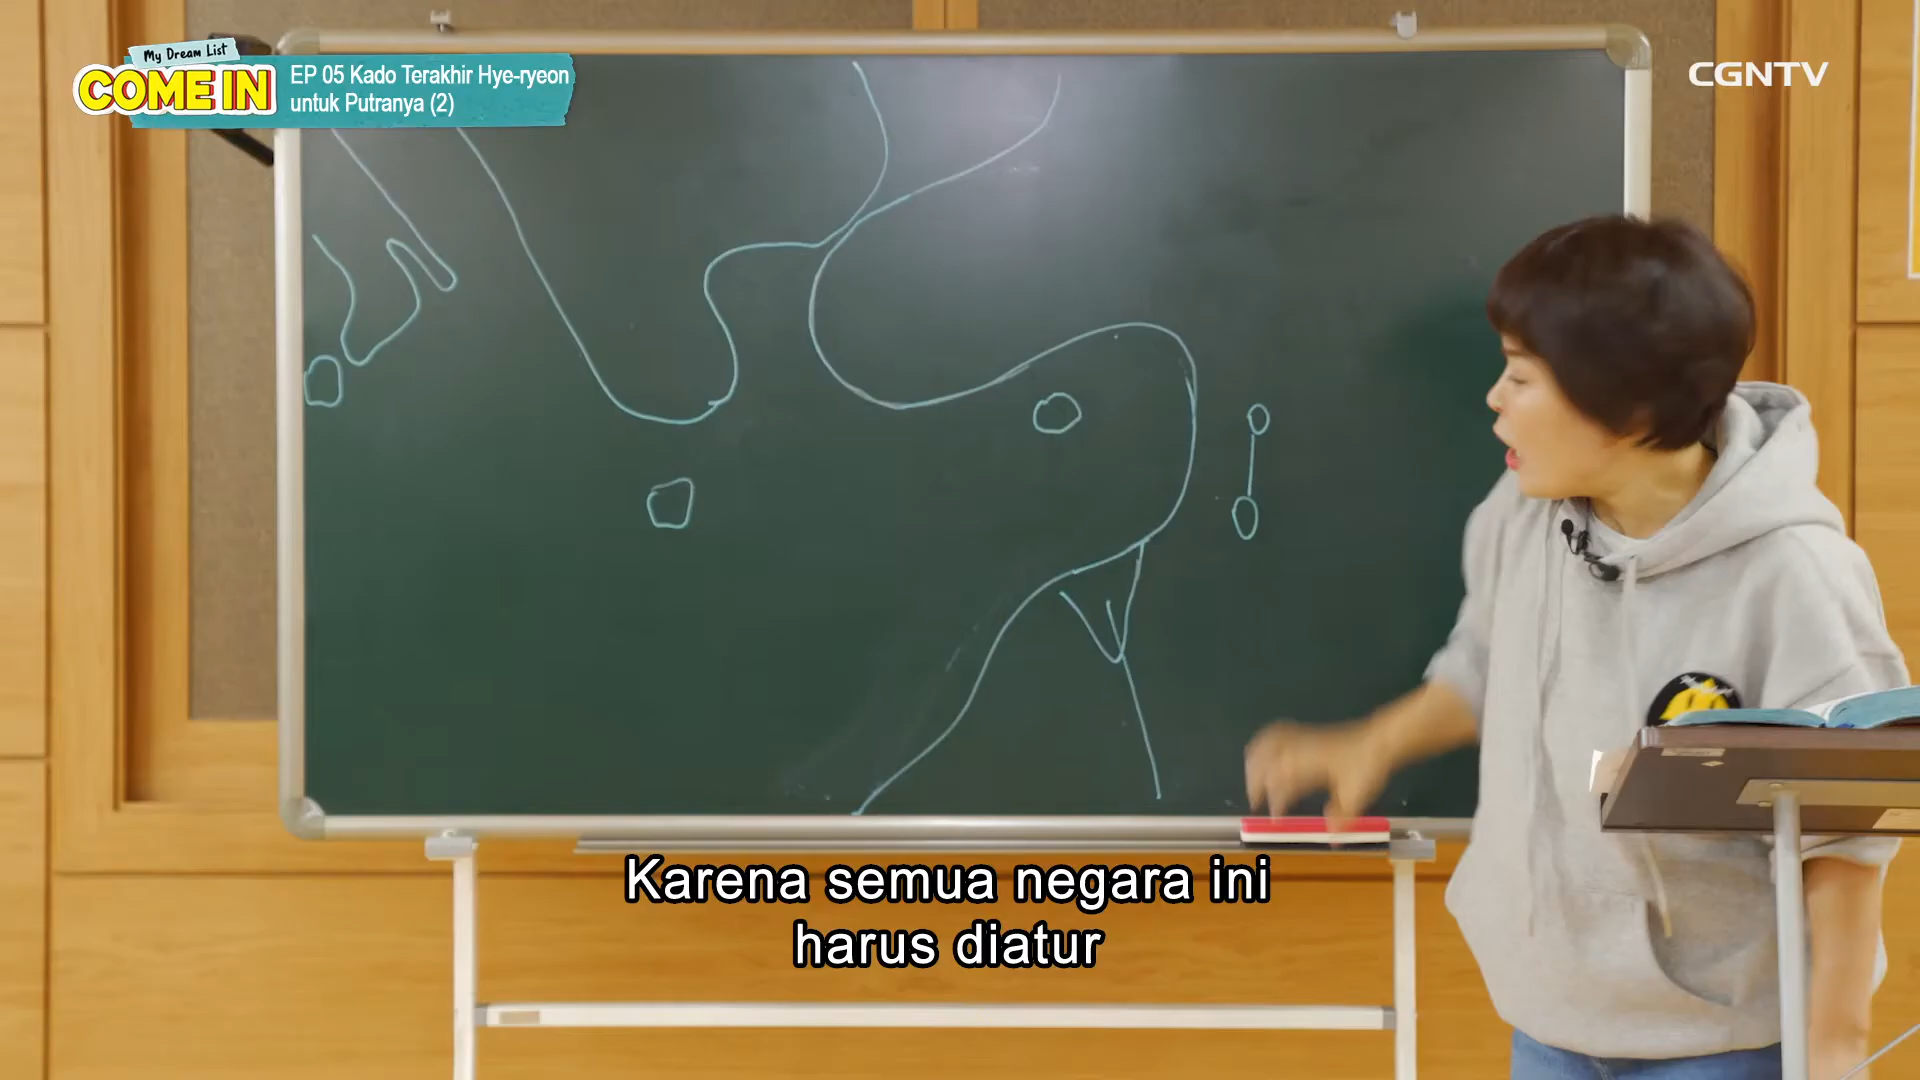 My Dream List
COME IN
EP 05 Kado Terakhir Hye-ryeon
untuk Putranya (2)
CGNTV
Karena semua negara ini
harus diatur